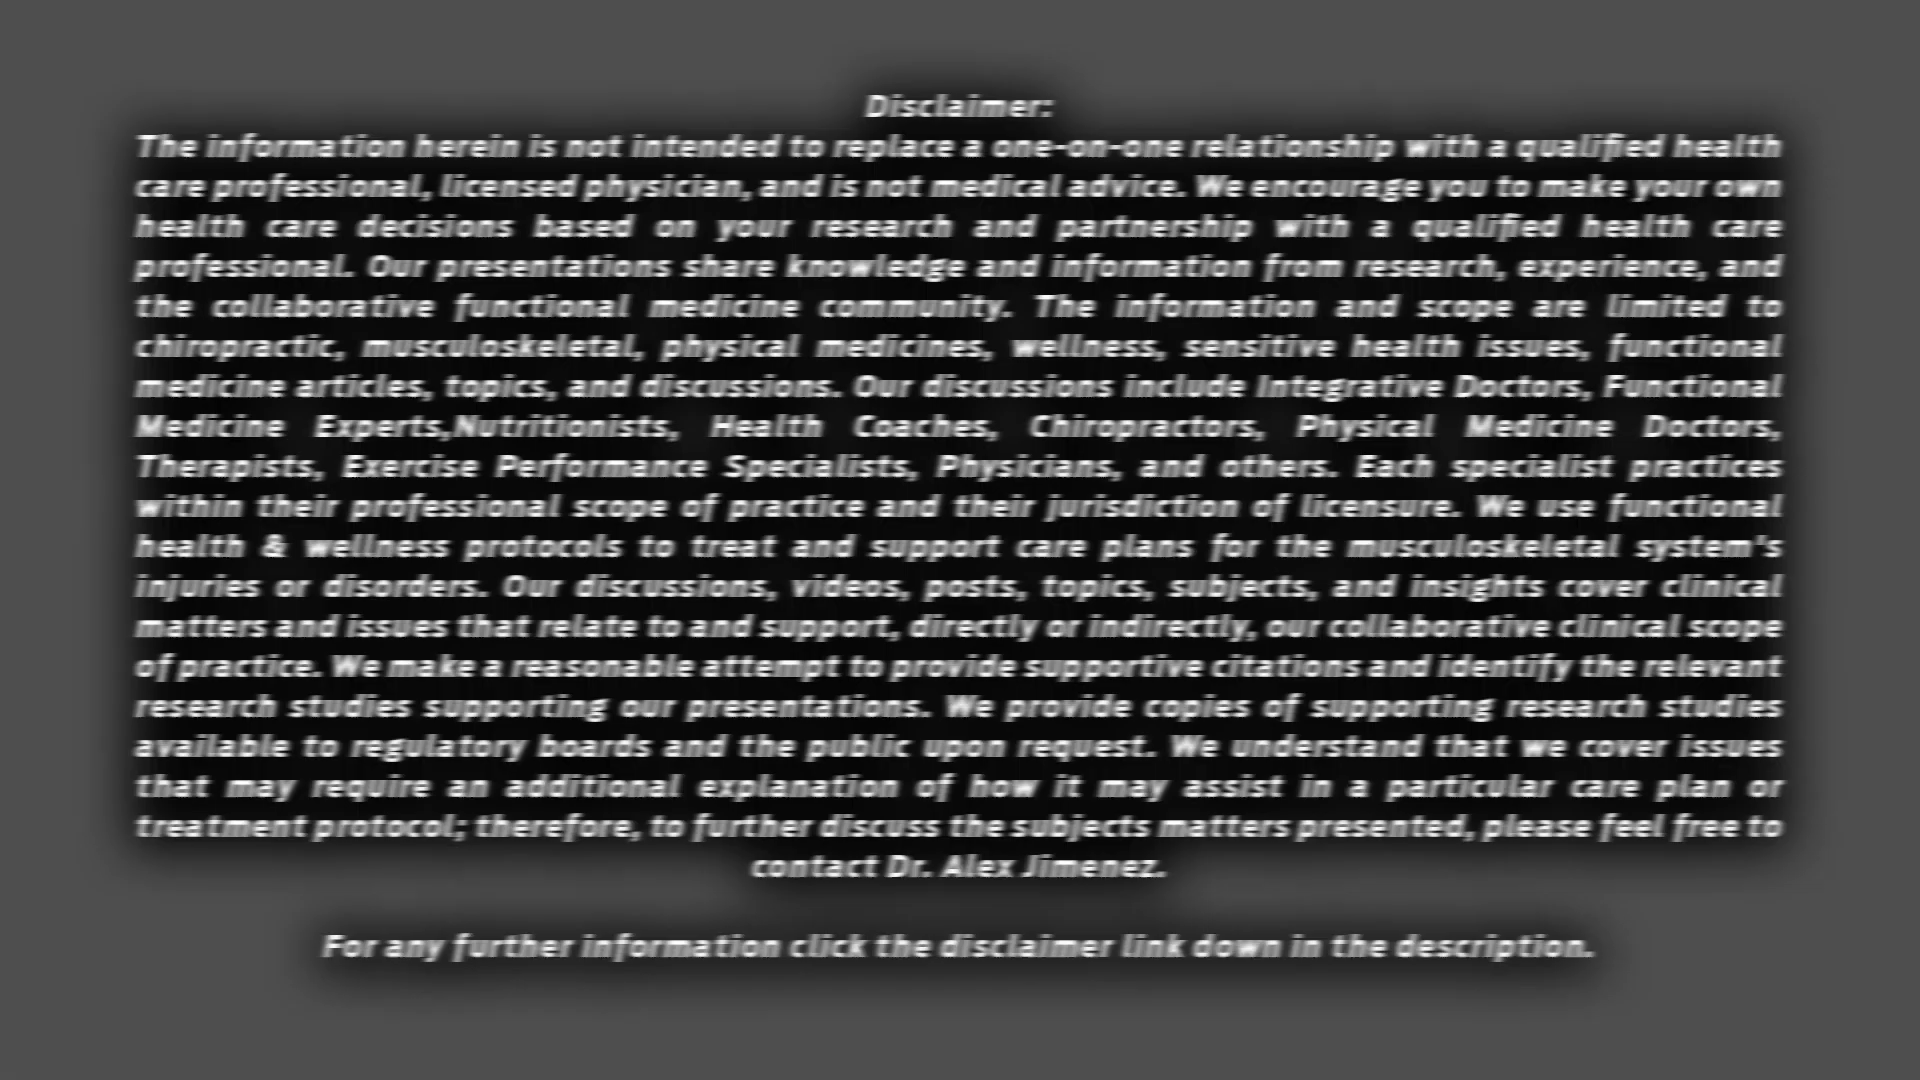 Disclaimer:
The information herein is not intended to replace a one-on-one relationship with a qualified health
care professional, licensed physician, and is not medical advice. We encourage you to make your own
health care decisions based on your research and partnership with a qualified health care
professional. Our presentations share knowledge and information from research, experience, and
the collaborative functional medicine community. The information and scope are limited to
chiropractic, musculoskeletal, physical medicines, wellness, sensitive health issues, functional
medicine articles, topics, and discussions. Our discussions include Integrative Doctors, Functional
Medicine Experts,Nutritionists, Health Coaches, Chiropractors, Physical Medicine Doctors,
Therapists, Exercise Performance Specialists, Physicians, and others. Each specialist practices
within their professional scope of practice and their jurisdiction of licensure. We use functional
health & wellness protocols to treat and support care plans for the musculoskeletal system's
injuries or disorders. Our discussions, videos, posts, topics, subjects, and insights cover clinical
matters and issues that relate to and support, directly or indirectly, our collaborative clinical scope
of practice. We make a reasonable attempt to provide supportive citations and identify the relevant
research studies supporting our presentations. We provide copies of supporting research studies
available to regulatory boards and the public upon request. We understand that we cover issues
that may require an additional explanation of how it may assist in a particular care plan or
treatment protocol; therefore, to further discuss the subjects matters presented, please feel free to
contact Dr. Alex Jimenez.
For any further information click the disclaimer link down in the description.